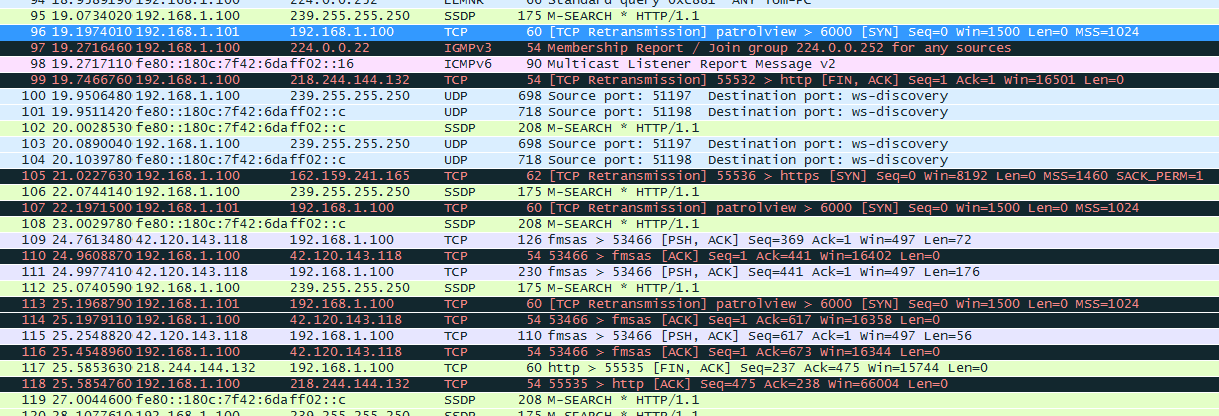 94 18.9589190 192.168.1.100 224.0.0.252 LLMNR 66 Standard query 0xc881 ANY Tom-PC
95 19.0734020 192.168.1.100 239.255.255.250 SSDP 175 M-SEARCH * HTTP/1.1
96 19.1974010 192.168.1.101 192.168.1.100 TCP 60 [TCP Retransmission] patrolview > 6000 [SYN] Seq=0 Win=1500 Len=0 MSS=1024
97 19.2716460 192.168.1.100 224.0.0.22 IGMPv3 54 Membership Report / Join group 224.0.0.252 for any sources
98 19.2717110 fe80::180c:7f42:6da ff02::16 ICMPv6 90 Multicast Listener Report Message v2
99 19.7466760 192.168.1.100 218.244.144.132 TCP 54 [TCP Retransmission] 55532 > http [FIN, ACK] Seq=1 Ack=1 Win=16501 Len=0
100 19.9506480 192.168.1.100 239.255.255.250 UDP 698 Source port: 51197 Destination port: ws-discovery
101 19.9511420 fe80::180c:7f42:6da ff02::c UDP 718 Source port: 51198 Destination port: ws-discovery
102 20.0028530 fe80::180c:7f42:6da ff02::c SSDP 208 M-SEARCH * HTTP/1.1
103 20.0890040 192.168.1.100 239.255.255.250 UDP 698 Source port: 51197 Destination port: ws-discovery
104 20.1039780 fe80::180c:7f42:6da ff02::c UDP 718 Source port: 51198 Destination port: ws-discovery
105 21.0227630 192.168.1.100 162.159.241.165 TCP 62 [TCP Retransmission] 55536 > https [SYN] Seq=0 Win=8192 Len=0 MSS=1460 SACK_PERM=1
106 22.0744140 192.168.1.100 239.255.255.250 SSDP 175 M-SEARCH * HTTP/1.1
107 22.1971500 192.168.1.101 192.168.1.100 TCP 60 [TCP Retransmission] patrolview > 6000 [SYN] Seq=0 Win=1500 Len=0 MSS=1024
108 23.0029780 fe80::180c:7f42:6da ff02::c SSDP 208 M-SEARCH * HTTP/1.1
109 24.7613480 42.120.143.118 192.168.1.100 TCP 126 fmsas > 53466 [PSH, ACK] Seq=369 Ack=1 Win=497 Len=72
110 24.9608870 192.168.1.100 42.120.143.118 TCP 54 53466 > fmsas [ACK] Seq=1 Ack=441 Win=16402 Len=0
111 24.9977410 42.120.143.118 192.168.1.100 TCP 230 fmsas > 53466 [PSH, ACK] Seq=441 Ack=1 Win=497 Len=176
112 25.0740590 192.168.1.100 239.255.255.250 SSDP 175 M-SEARCH * HTTP/1.1
113 25.1968790 192.168.1.101 192.168.1.100 TCP 60 [TCP Retransmission] patrolview > 6000 [SYN] Seq=0 Win=1500 Len=0 MSS=1024
114 25.1979110 192.168.1.100 42.120.143.118 TCP 54 53466 > fmsas [ACK] Seq=1 Ack=617 Win=16358 Len=0
115 25.2548820 42.120.143.118 192.168.1.100 TCP 110 fmsas > 53466 [PSH, ACK] Seq=617 Ack=1 Win=497 Len=56
116 25.4548960 192.168.1.100 42.120.143.118 TCP 54 53466 > fmsas [ACK] Seq=1 Ack=673 Win=16344 Len=0
117 25.5853630 218.244.144.132 192.168.1.100 TCP 60 http > 55535 [FIN, ACK] Seq=237 Ack=475 Win=15744 Len=0
118 25.5854760 192.168.1.100 218.244.144.132 TCP 54 55535 > http [ACK] Seq=475 Ack=238 Win=66004 Len=0
119 27.0044600 fe80::180c:7f42:6da ff02::c SSDP 208 M-SEARCH * HTTP/1.1
120 28.1077610 192.168.1.100 239.255.255.250 SSDP 175 M-SEARCH * HTTP/1.1